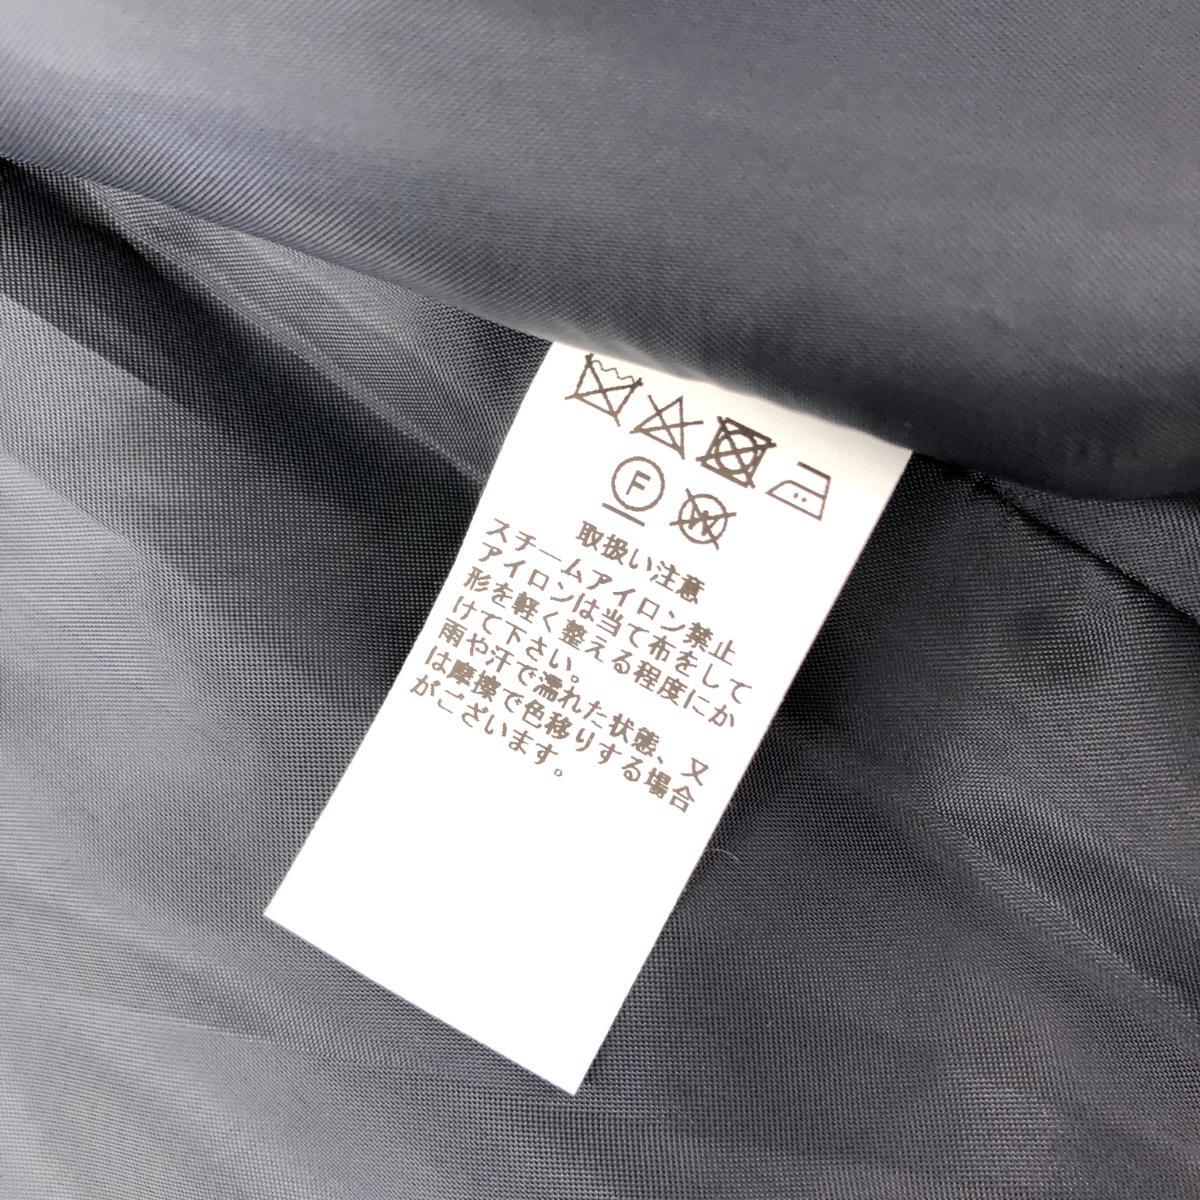 F
W
取扱い注意
スチームアイロン禁止
アイロンは当て布をして
形を軽く整える程度にか
けて下さい。
雨や汗で濡れた状態、又
は摩擦で色移りする場合
がございます。